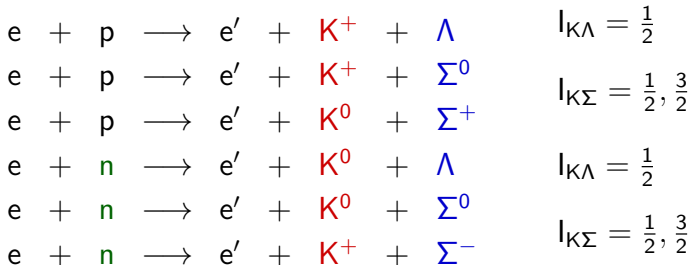 e + p ⟶ e′ + K⁺ + Λ I_KΛ = 1/2
e + p ⟶ e′ + K⁺ + Σ⁰
I_KΣ = 1/2, 3/2
e + p ⟶ e′ + K⁰ + Σ⁺
e + n ⟶ e′ + K⁰ + Λ I_KΛ = 1/2
e + n ⟶ e′ + K⁰ + Σ⁰
I_KΣ = 1/2, 3/2
e + n ⟶ e′ + K⁺ + Σ⁻